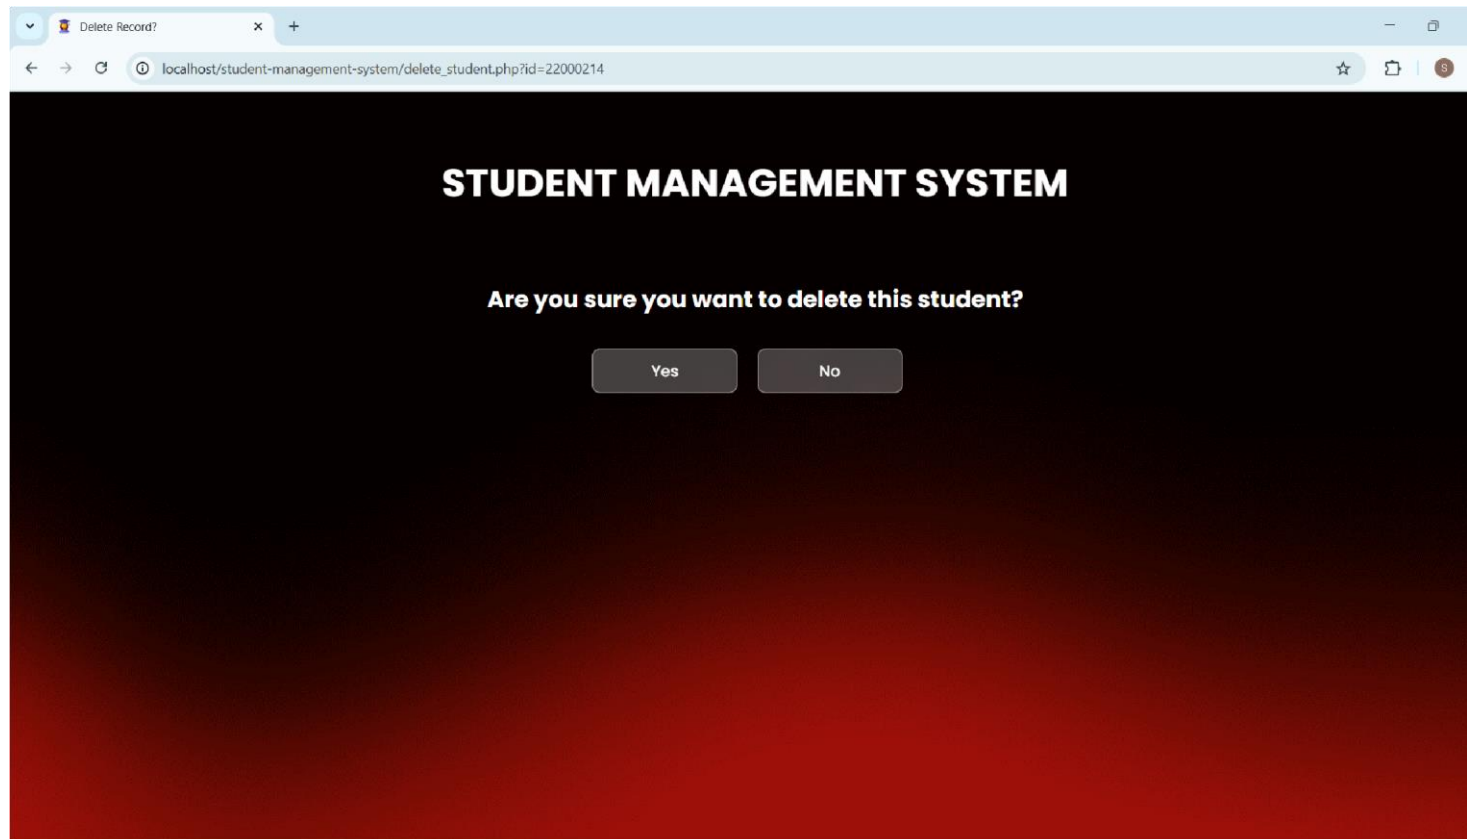 Delete Record?
localhost/student-management-system/delete_student.php?id=22000214
S
STUDENT MANAGEMENT SYSTEM
Are you sure you want to delete this student?
Yes No